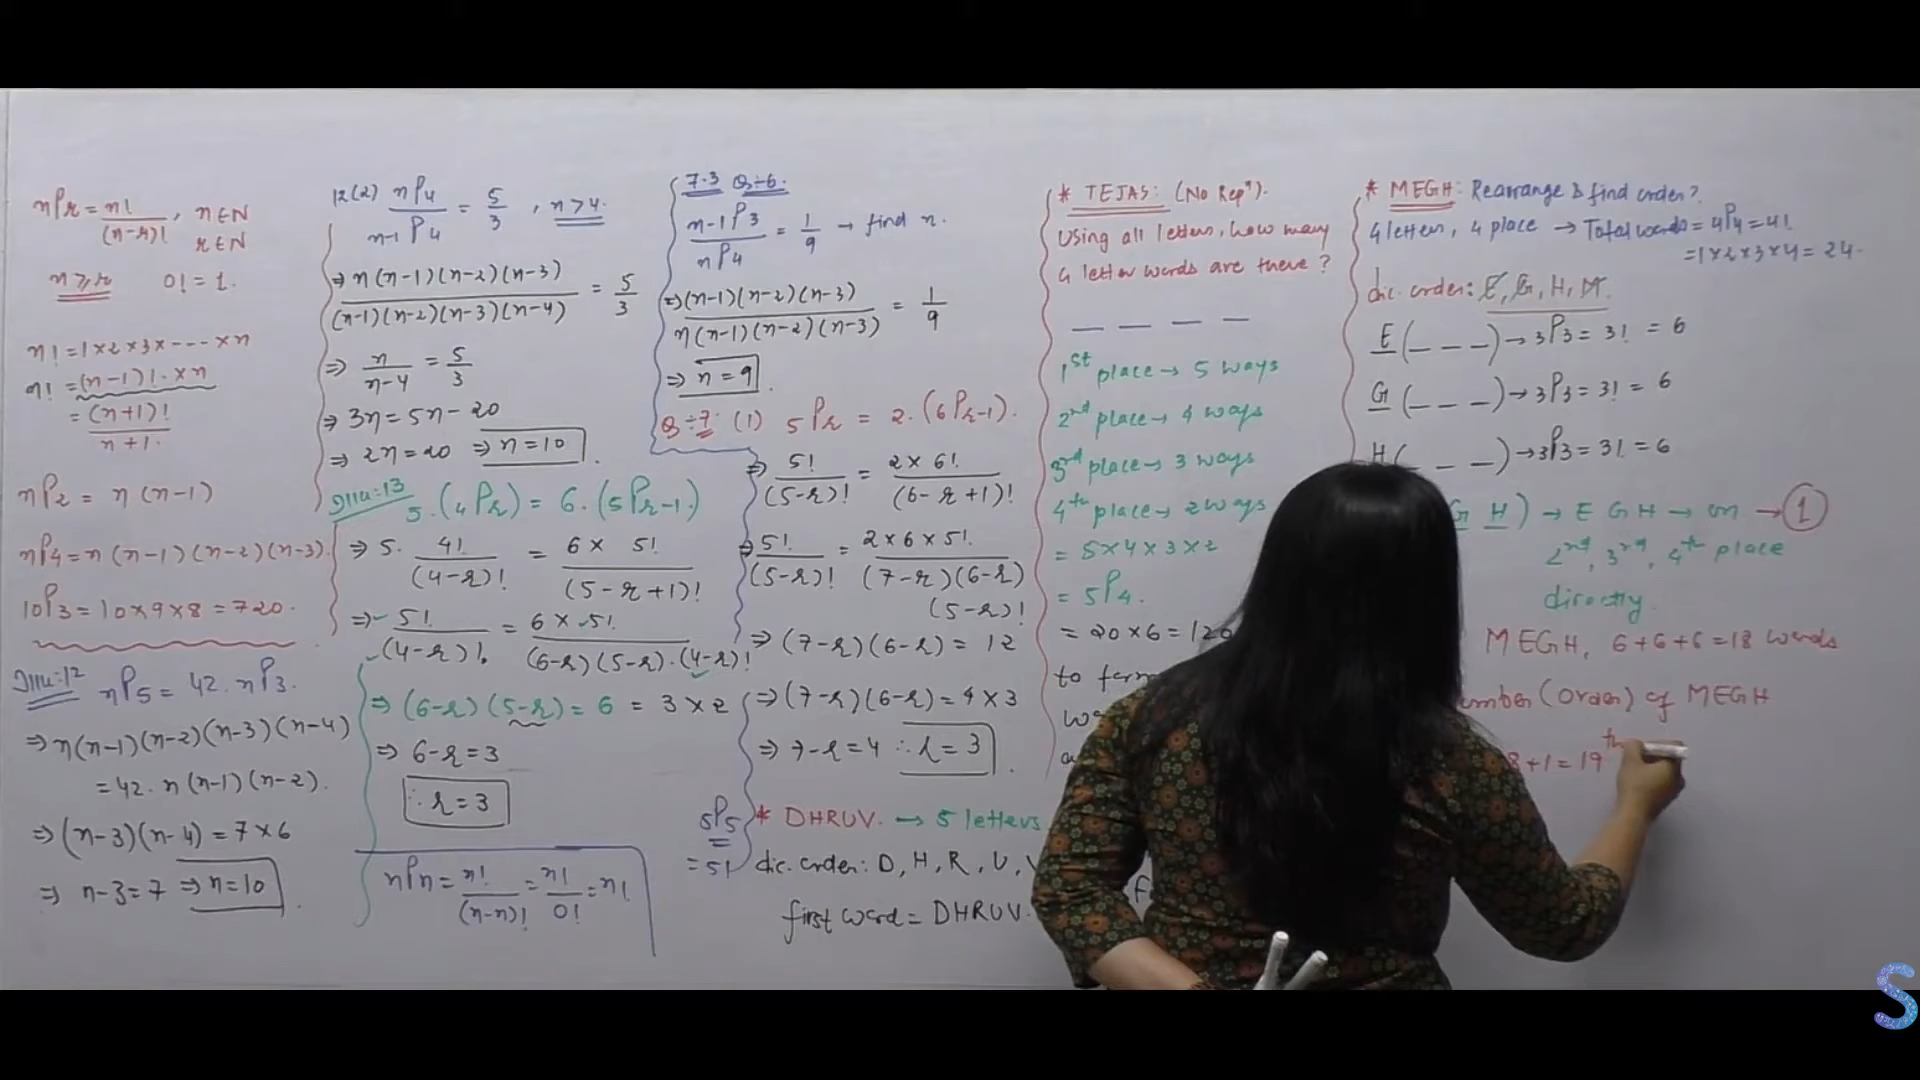 nPr = n! / (n-r)! , n∈N
r∈N
n≥r 0! = 1.
n! = 1×2×3×----×n
n! = (n-1)! × n
= (n+1)! / n+1.
nP2 = n(n-1)
nP4 = n(n-1)(n-2)(n-3).
10P3 = 10×9×8 = 720.
Illu:12 nP5 = 42. nP3.
⇒ n(n-1)(n-2)(n-3)(n-4)
= 42. n(n-1)(n-2).
⇒ (n-3)(n-4) = 7×6
⇒ n-3=7 ⇒ n=10.
12(2) nP4 / n-1P4 = 5/3 , n>4.
⇒ n(n-1)(n-2)(n-3) / (n-1)(n-2)(n-3)(n-4) = 5/3
⇒ n / n-4 = 5/3
⇒ 3n = 5n-20
⇒ 2n=20 ⇒ n=10.
Illu:13 5.(4Pr) = 6.(5Pr-1)
⇒ 5. 4! / (4-r)! = 6× 5! / (5-r+1)!
⇒ 5! / (4-r)! = 6×5! / (6-r)(5-r).(4-r)!
⇒ (6-r)(5-r) = 6 = 3×2
⇒ 6-r=3
∴ r=3
nPn = n! / (n-n)! = n! / 0! = n!
7.3 Q÷6.
n-1P3 / nP4 = 1/9 → find n.
⇒ (n-1)(n-2)(n-3) / n(n-1)(n-2)(n-3) = 1/9
⇒ n=9.
Q÷7. (1) 5Pr = 2.(6Pr-1).
⇒ 5! / (5-r)! = 2×6! / (6-r+1)!
⇒ 5! / (5-r)! = 2×6×5! / (7-r)(6-r)
(5-r)!
⇒ (7-r)(6-r) = 12
⇒ (7-r)(6-r) = 4×3
⇒ 7-r=4 ∴ r=3.
* DHRUV. → 5 letters
5P5
= 5!
dic. order: D, H, R, U,
first word = DHRUV.
* TEJAS: (No Repn).
Using all letters, how many
4 letter words are there?
1st place → 5 ways
2nd place → 4 ways
3rd place → 3 ways
4th place → 2 ways
= 5×4×3×2
= 5P4.
= 20×6 = 120
to
* MEGH: Rearrange & find order?
4 letters, 4 place → Total words = 4P4 = 4!
= 1×2×3×4 = 24.
dic. order: E, G, H, M.
E (_ _ _) → 3P3 = 3! = 6
G (_ _ _) → 3P3 = 3! = 6
H (_ _ _) → 3P3 = 3! = 6
G H) → E G H → on → 1
2nd, 3rd, 4th place
directly.
MEGH, 6+6+6=18 words
(order) of MEGH
+1=19th
S